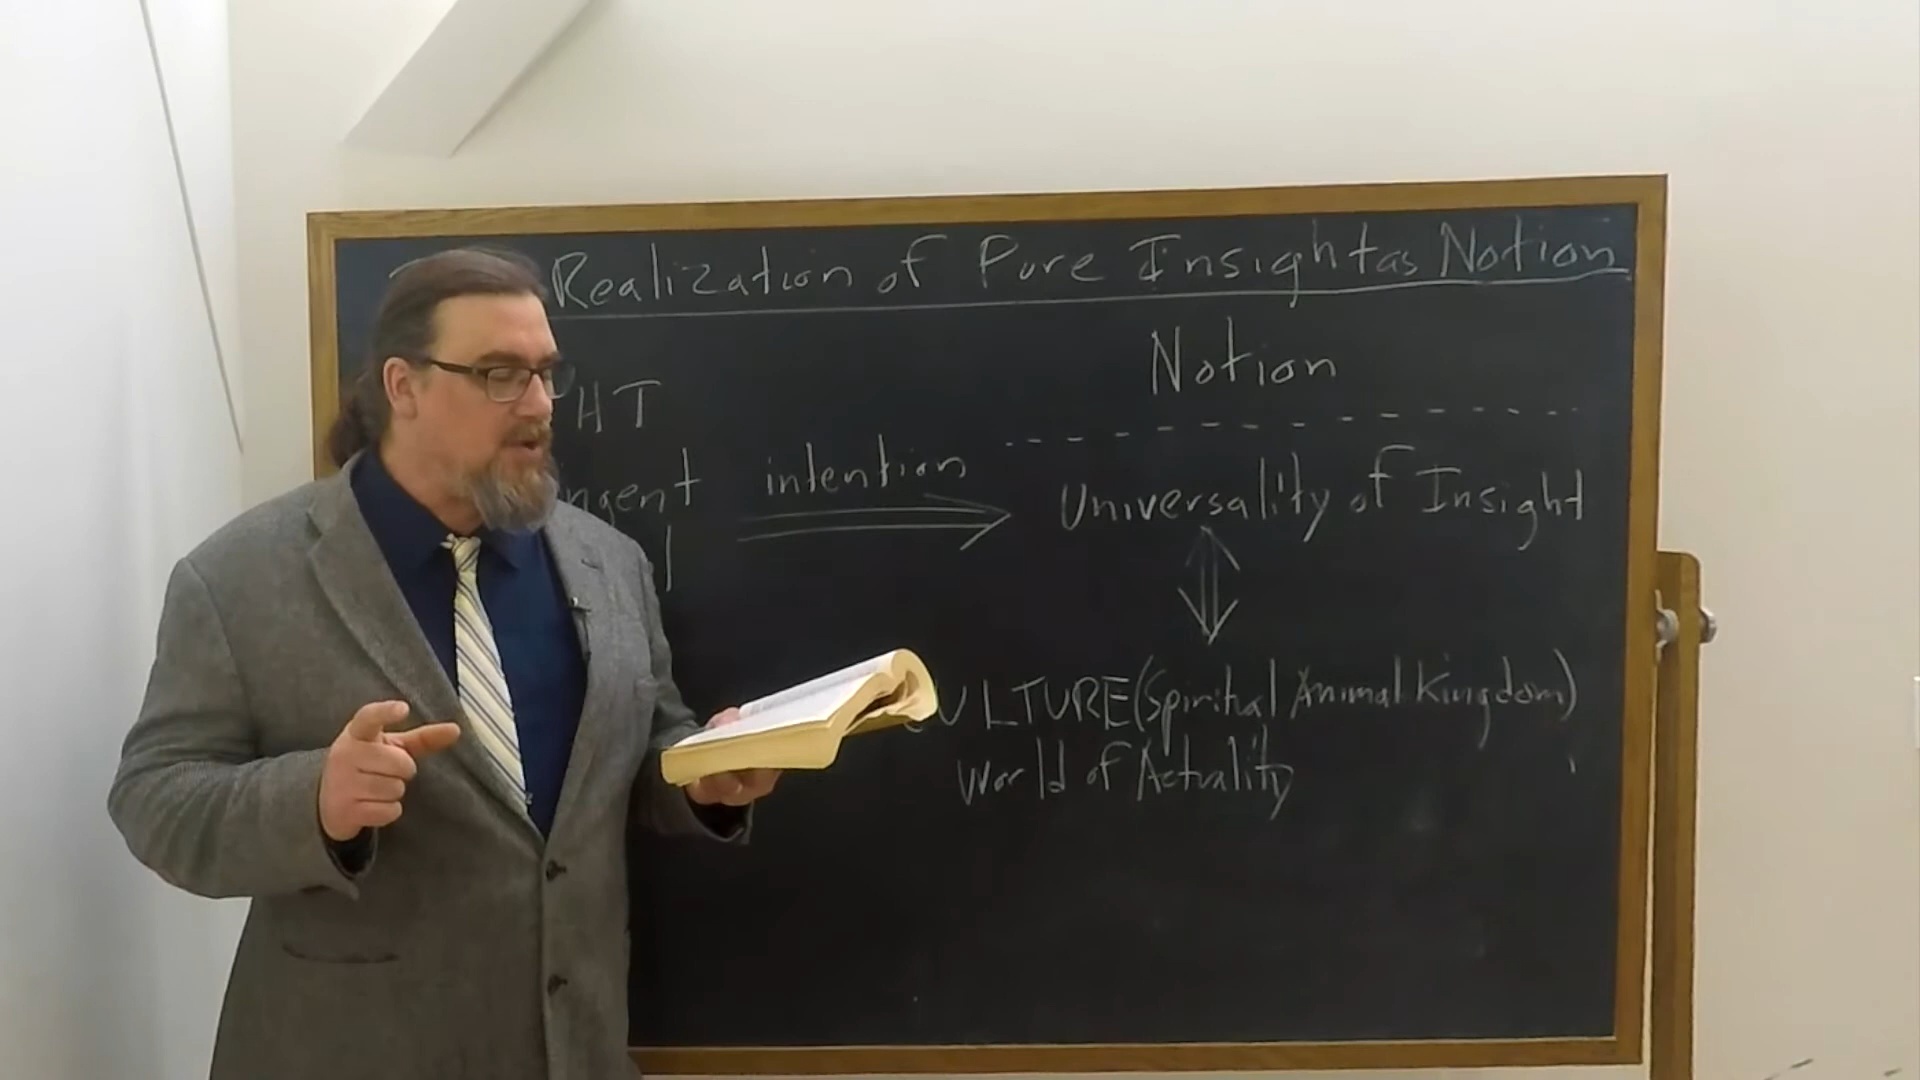 Realization of Pure Insight as Notion
Notion
HT
ngent intention Universality of Insight
l
ULTURE (Spiritual Animal Kingdom)
World of Actuality